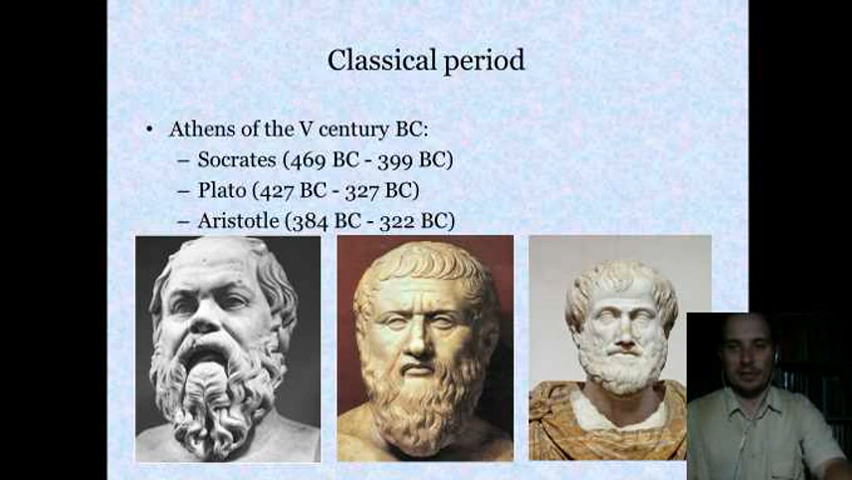 Classical period
• Athens of the V century BC:
– Socrates (469 BC - 399 BC)
– Plato (427 BC - 327 BC)
– Aristotle (384 BC - 322 BC)